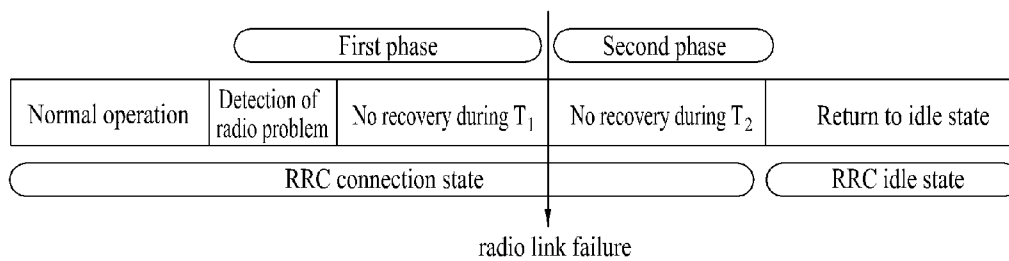 First phase
Second phase
Normal operation
Detection of
radio problem
No recovery during T1
No recovery during T2
Return to idle state
RRC connection state
RRC idle state
radio link failure